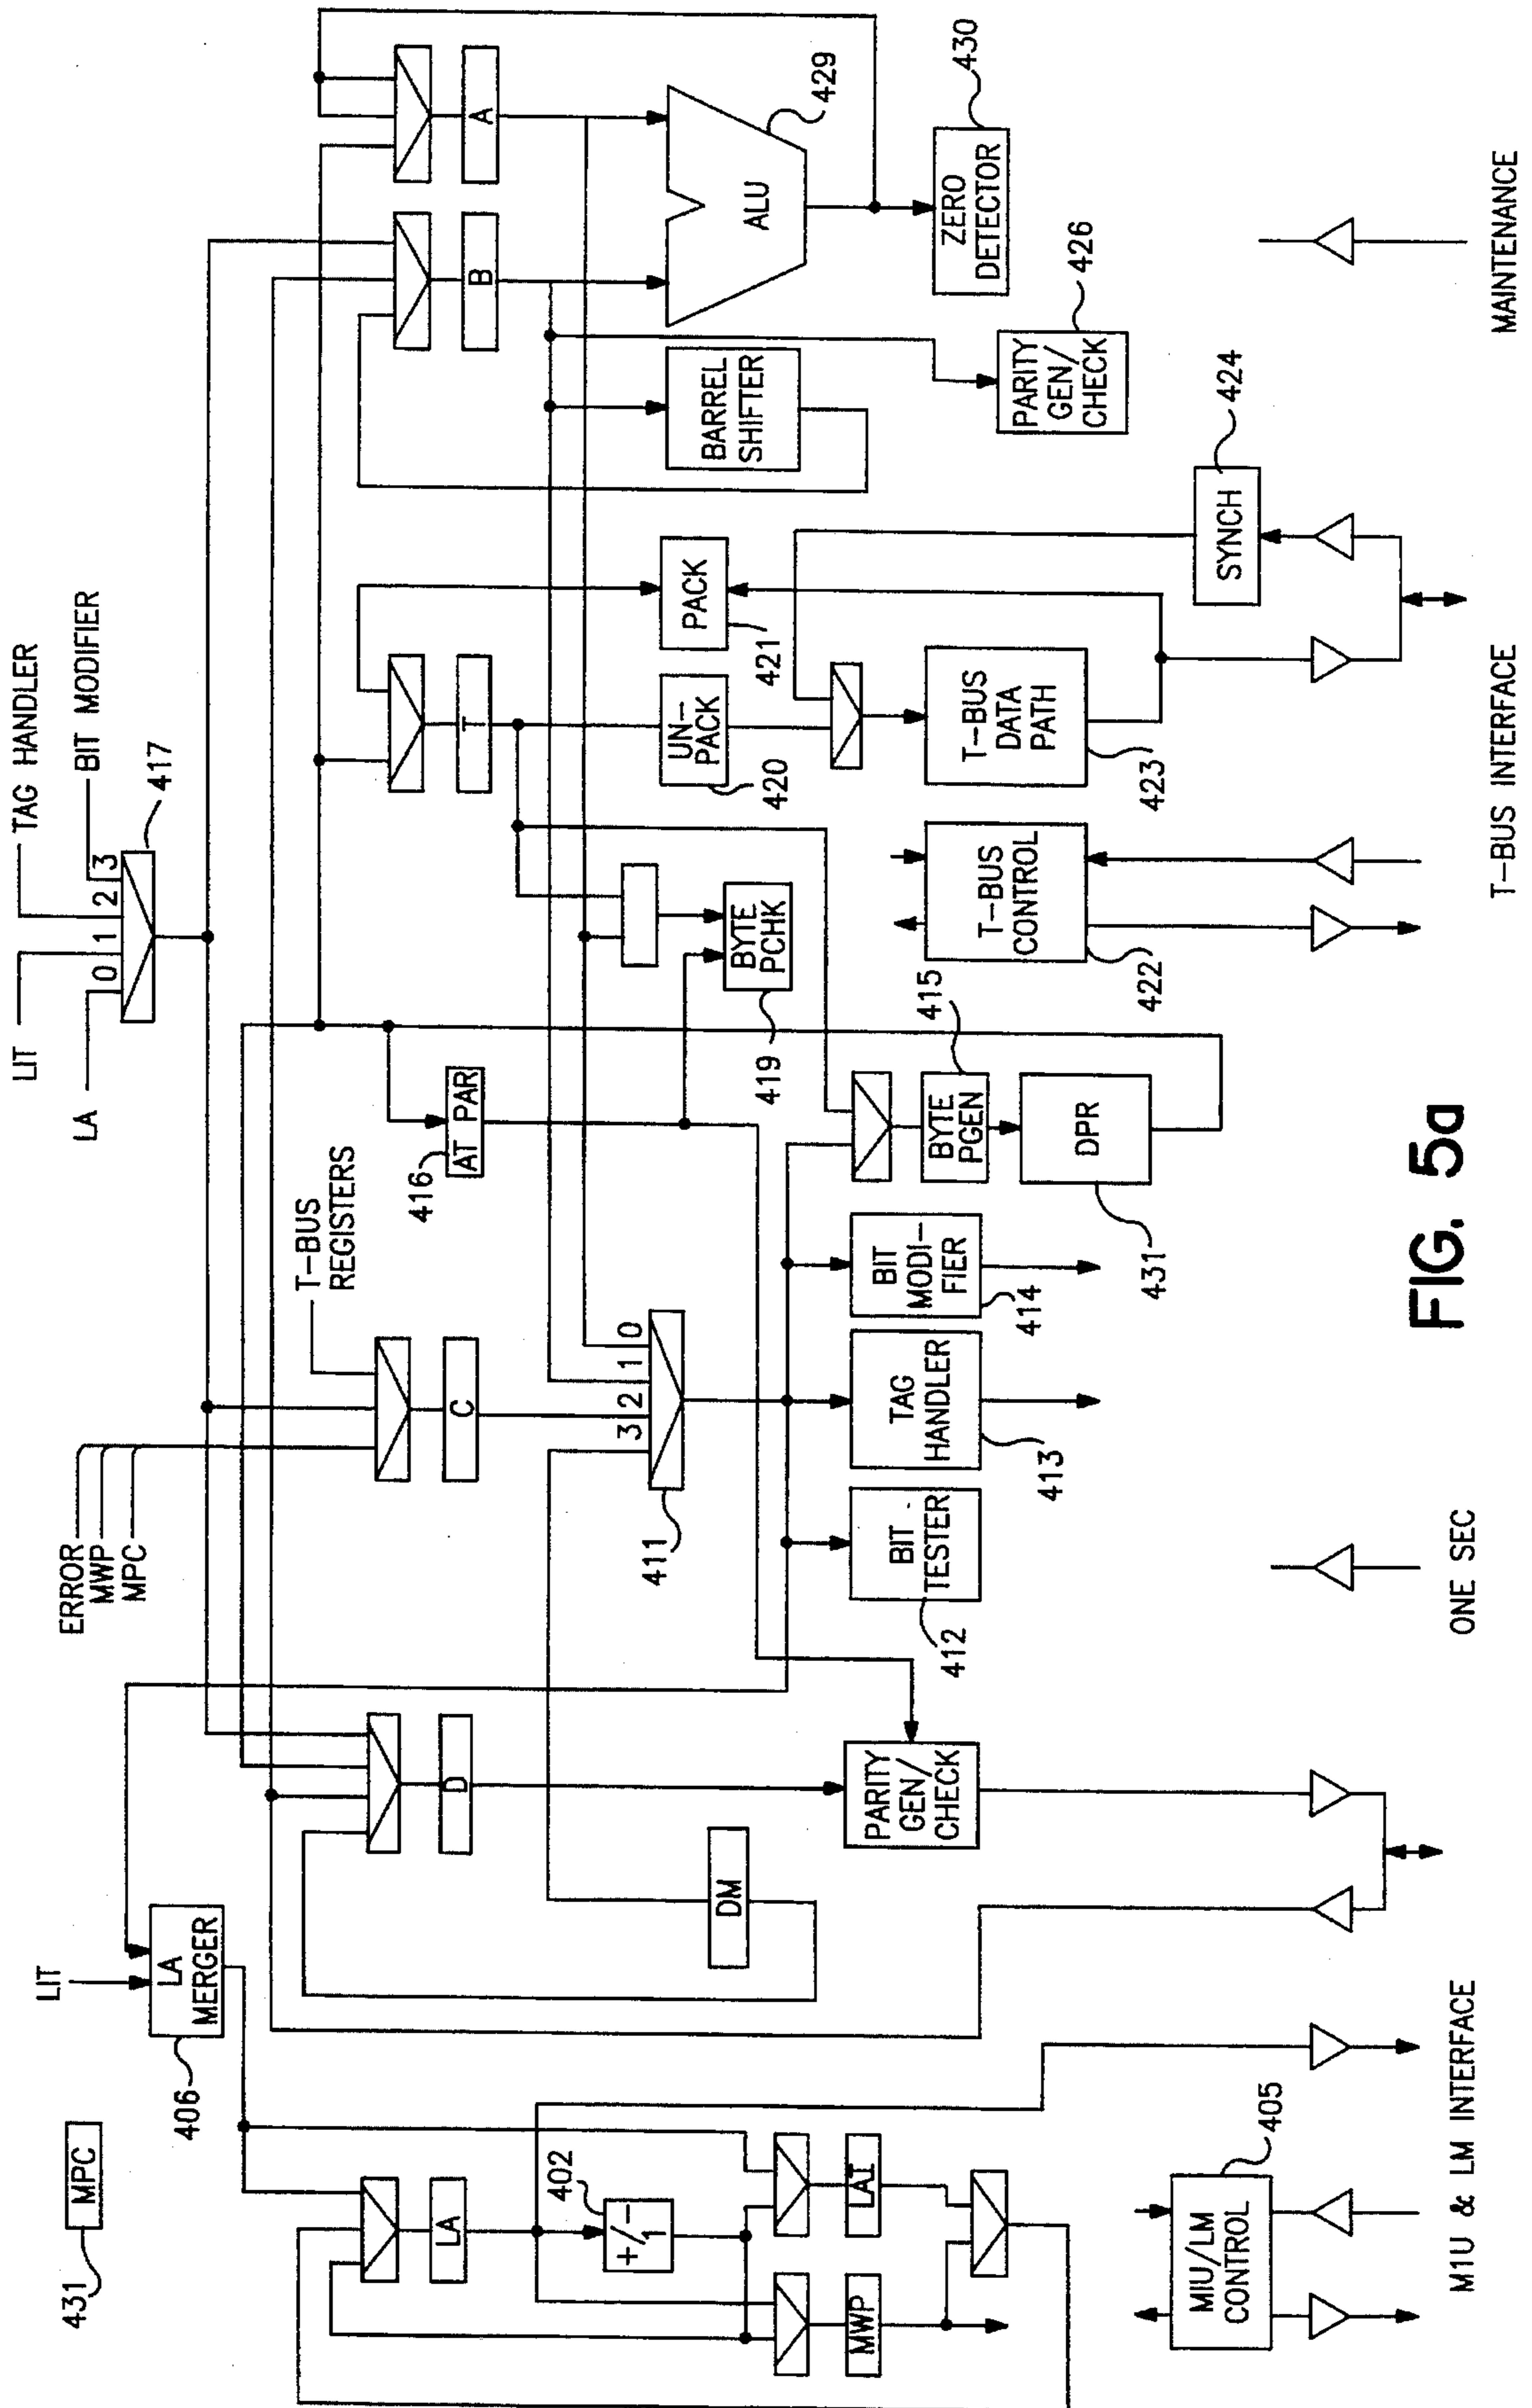 431
MPC
LIT
LA
MERGER
406
ERROR
MWP
MPC
T-BUS
REGISTERS
LIT
LA
TAG HANDLER
BIT MODIFIER
0 1 2 3
417
LA
402
+/-
1
MWP
LAI
D
DM
C
3 2 1 0
411
416
AT PAR
BYTE
PCHK
419
T
UN-
PACK
420
PACK
421
B
A
BARREL
SHIFTER
ALU
429
ZERO
DETECTOR
430
PARITY
GEN/
CHECK
426
PARITY
GEN/
CHECK
BIT
TESTER
412
TAG
HANDLER
413
BIT
MODI-
FIER
414
BYTE
PGEN
415
DPR
431
T-BUS
CONTROL
422
T-BUS
DATA
PATH
423
SYNCH
424
MIU/LM
CONTROL
405
M1U & LM INTERFACE
ONE SEC
T-BUS INTERFACE
MAINTENANCE
FIG. 5a